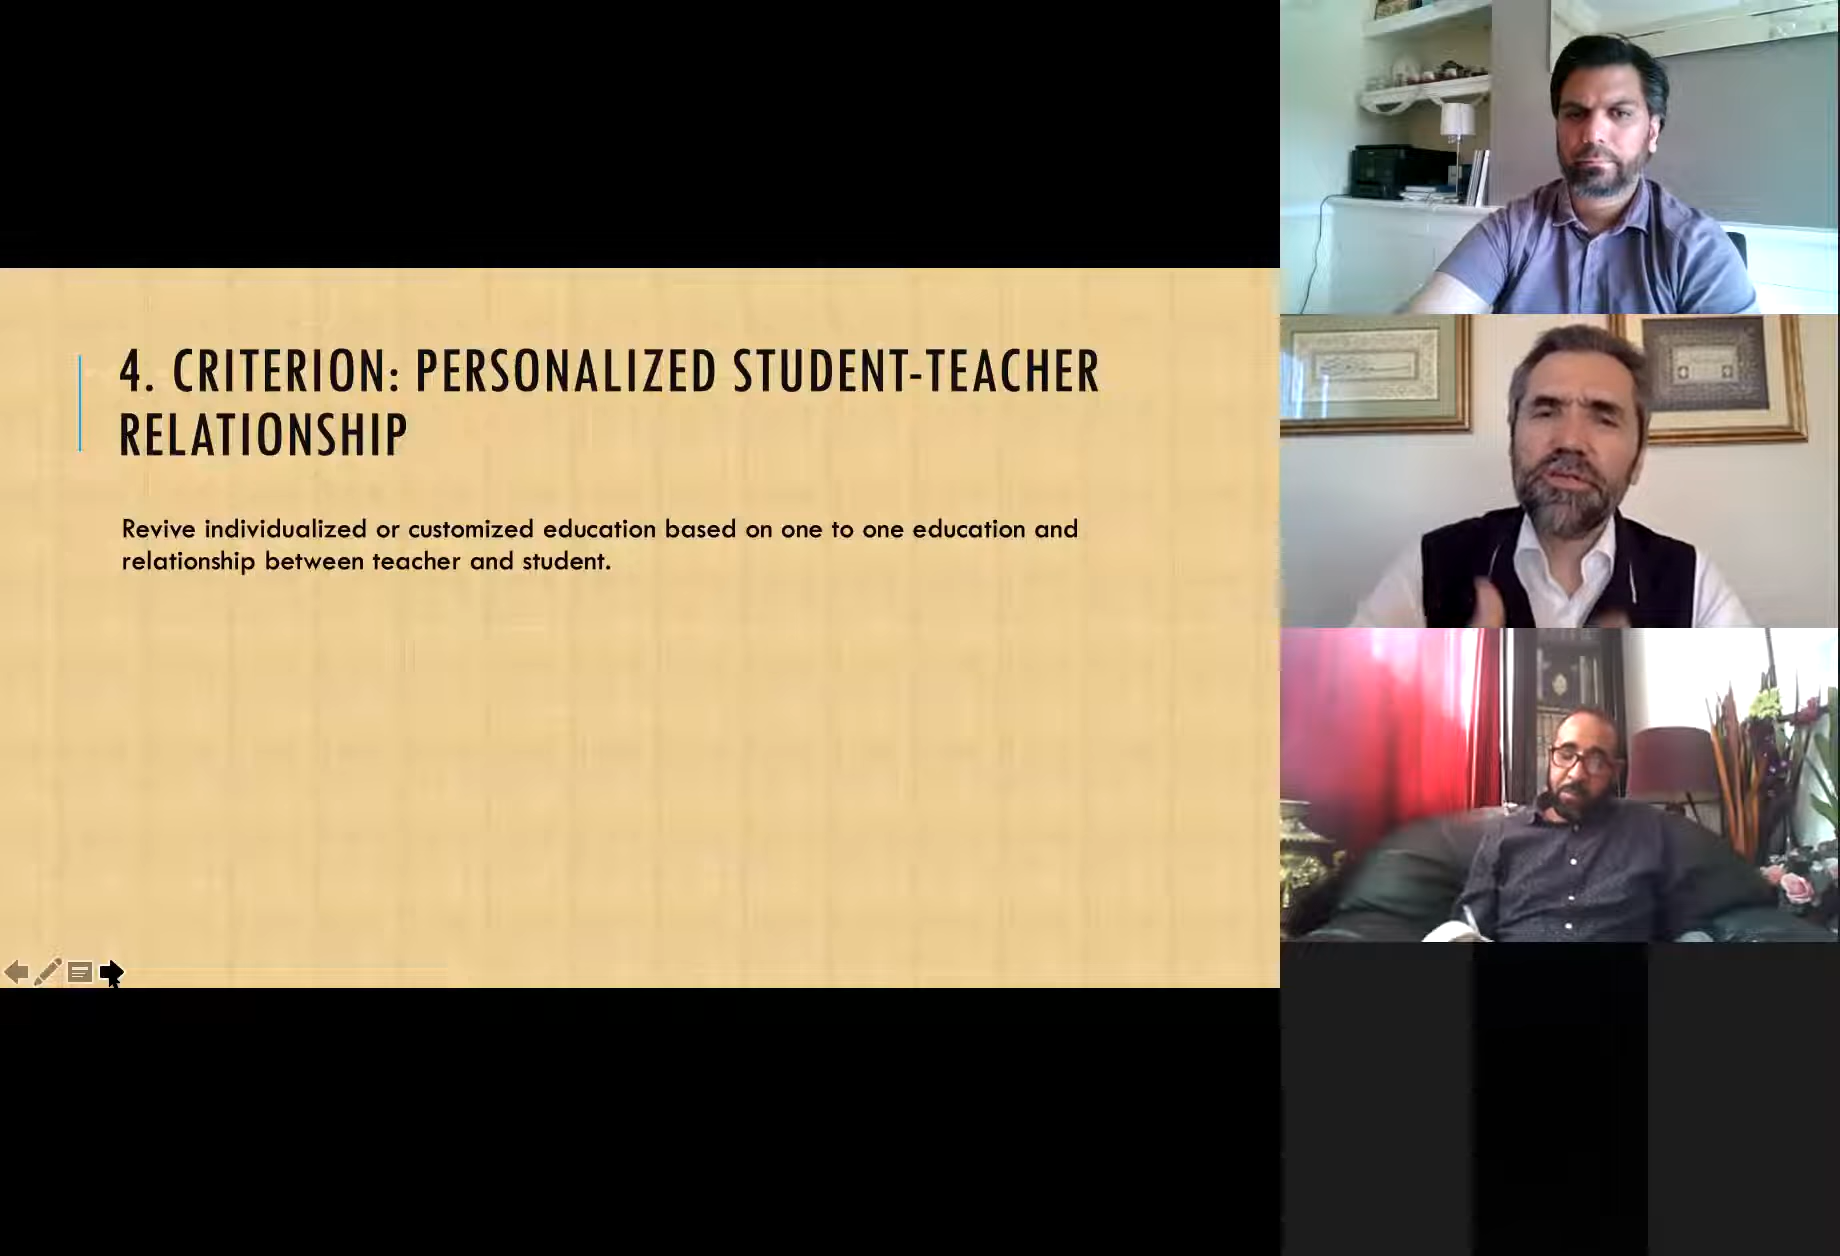 4. CRITERION: PERSONALIZED STUDENT-TEACHER
RELATIONSHIP
Revive individualized or customized education based on one to one education and
relationship between teacher and student.